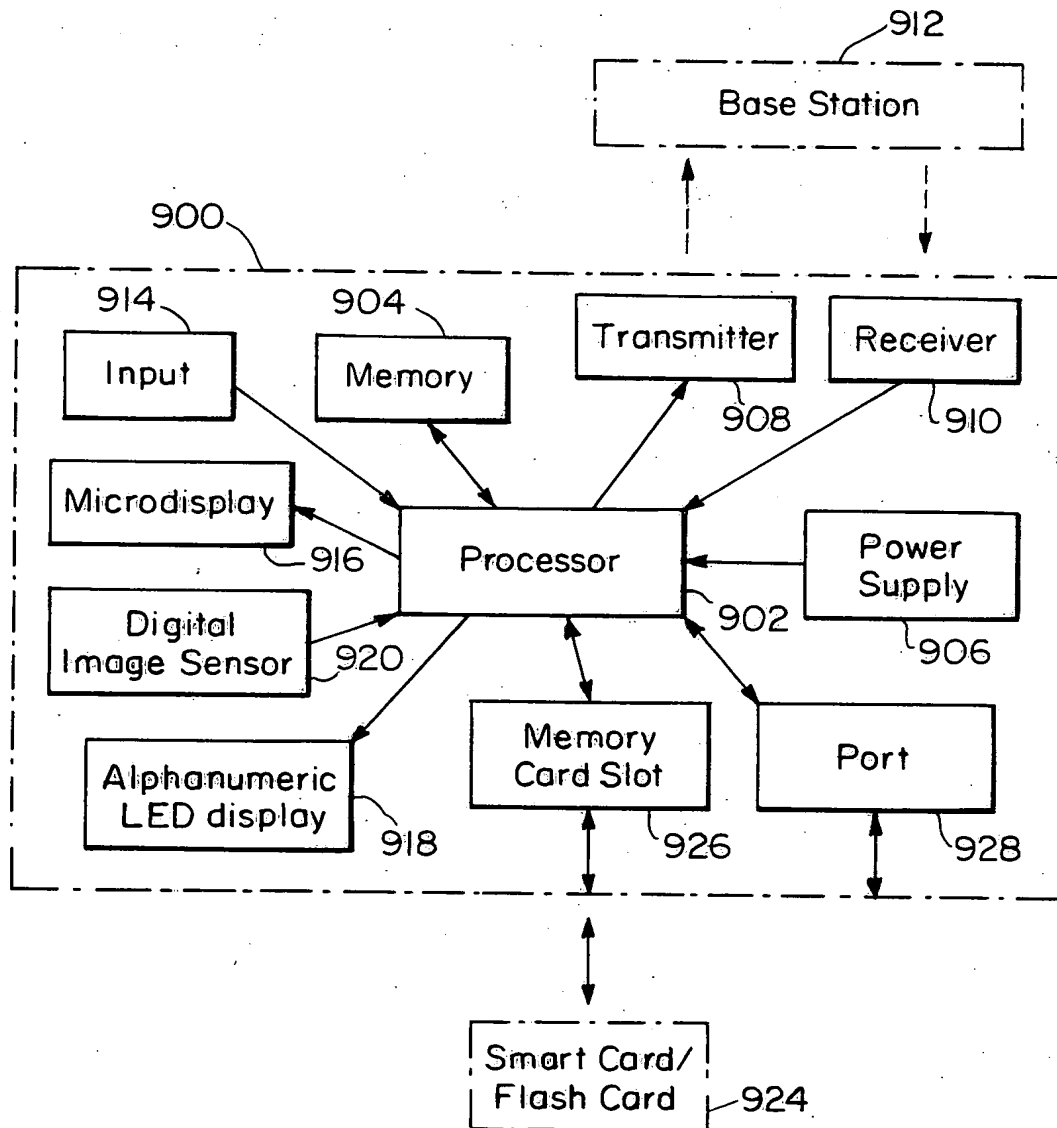 912
Base Station
900
914
904
Input
Memory
Transmitter
Receiver
908
910
Microdisplay
916
Processor
902
Power
Supply
906
Digital
Image Sensor
920
Alphanumeric
LED display
918
Memory
Card Slot
926
Port
928
Smart Card/
Flash Card
924